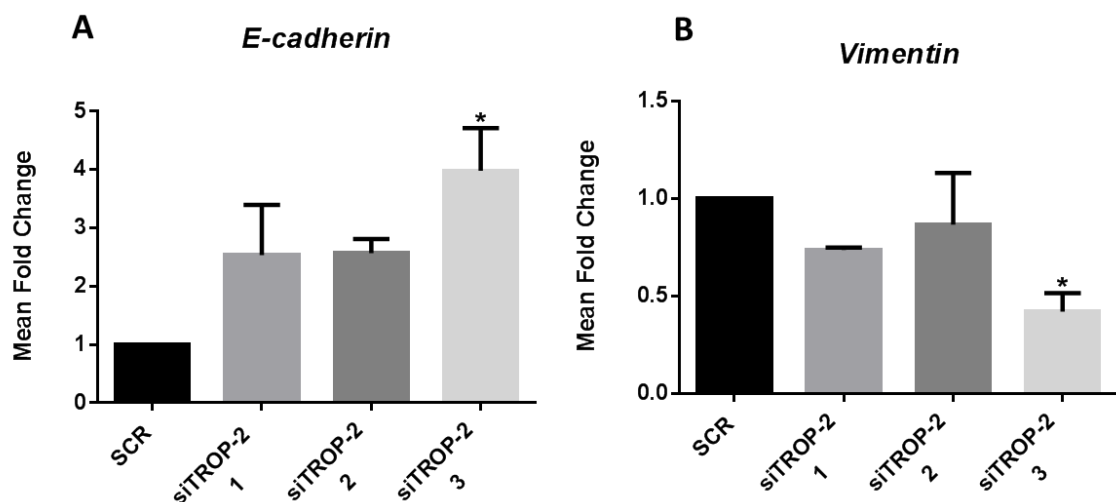 A
E-cadherin
Mean Fold Change
5
4
3
2
1
0
*
SCR
siTROP-2
1
siTROP-2
2
siTROP-2
3
B
Vimentin
Mean Fold Change
1.5
1.0
0.5
0.0
*
SCR
siTROP-2
1
siTROP-2
2
siTROP-2
3